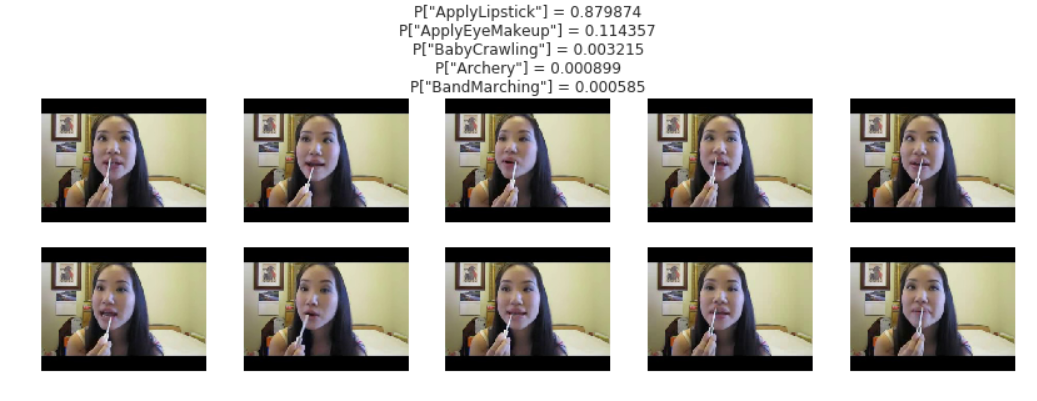 P["ApplyLipstick"] = 0.879874
P["ApplyEyeMakeup"] = 0.114357
P["BabyCrawling"] = 0.003215
P["Archery"] = 0.000899
P["BandMarching"] = 0.000585